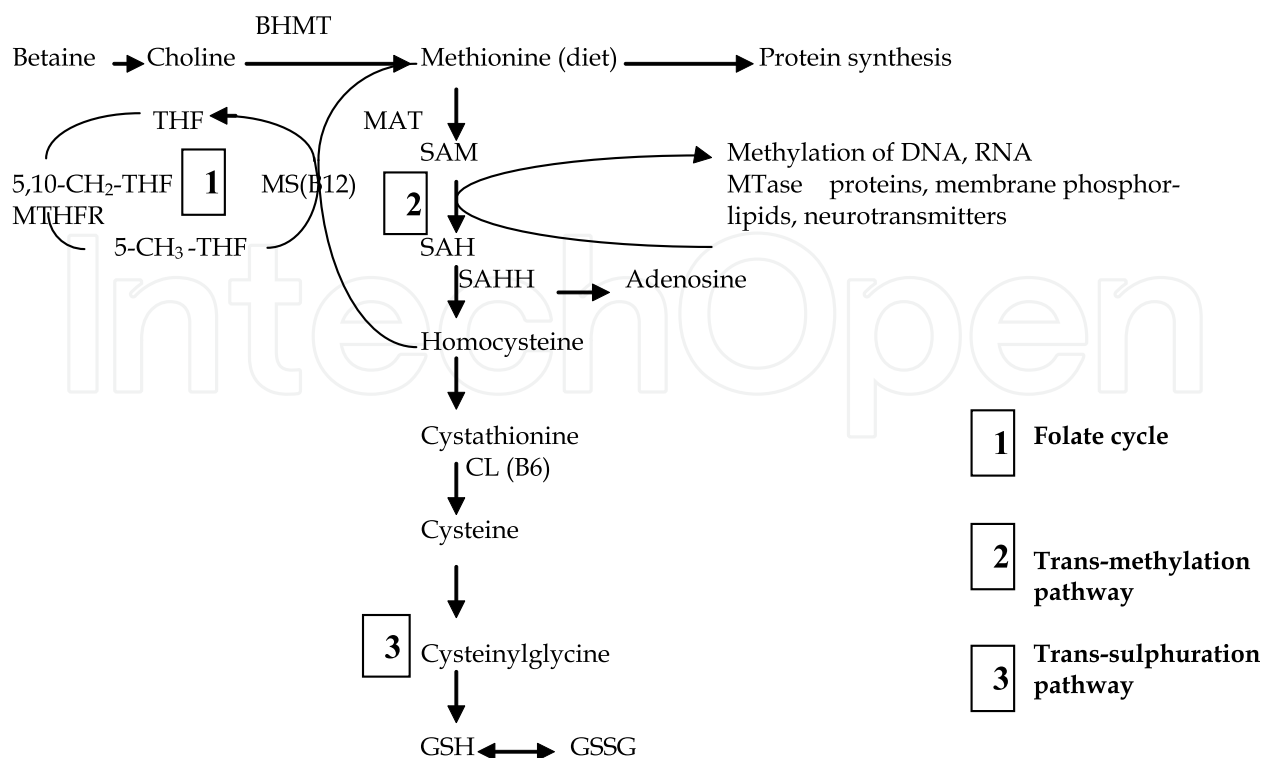 BHMT
Betaine Choline Methionine (diet) Protein synthesis
THF MAT
SAM Methylation of DNA, RNA
5,10-CH₂-THF 1 MS(B12) MTase proteins, membrane phosphor-
MTHFR 2 lipids, neurotransmitters
5-CH₃-THF SAH
SAHH Adenosine
Homocysteine
IntechOpen
Cystathionine
CL (B6)
Cysteine
3 Cysteinylglycine
GSH GSSG
1 Folate cycle
2 Trans-methylation
pathway
3 Trans-sulphuration
pathway